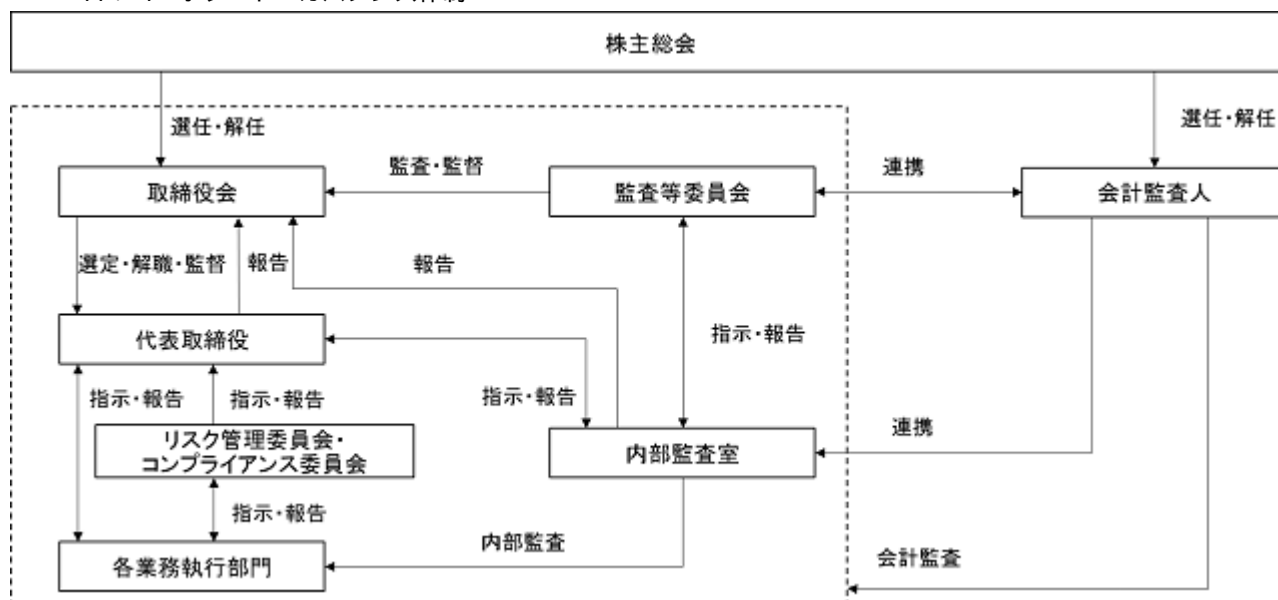 株主総会
選任・解任
選任・解任
監査・監督
連携
取締役会
監査等委員会
会計監査人
選定・解職・監督
報告
報告
代表取締役
指示・報告
指示・報告
指示・報告
指示・報告
リスク管理委員会・
コンプライアンス委員会
内部監査室
連携
指示・報告
内部監査
各業務執行部門
会計監査